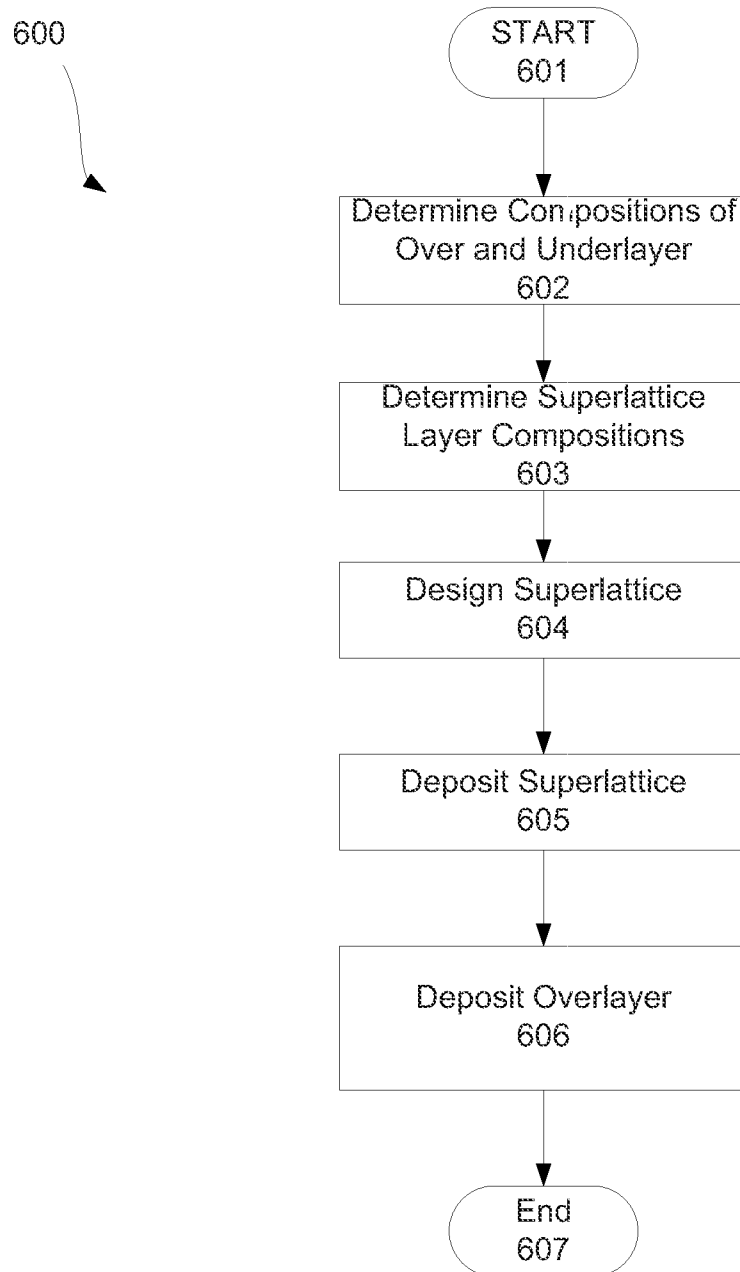 600
START
601
Determine Compositions of
Over and Underlayer
602
Determine Superlattice
Layer Compositions
603
Design Superlattice
604
Deposit Superlattice
605
Deposit Overlayer
606
End
607